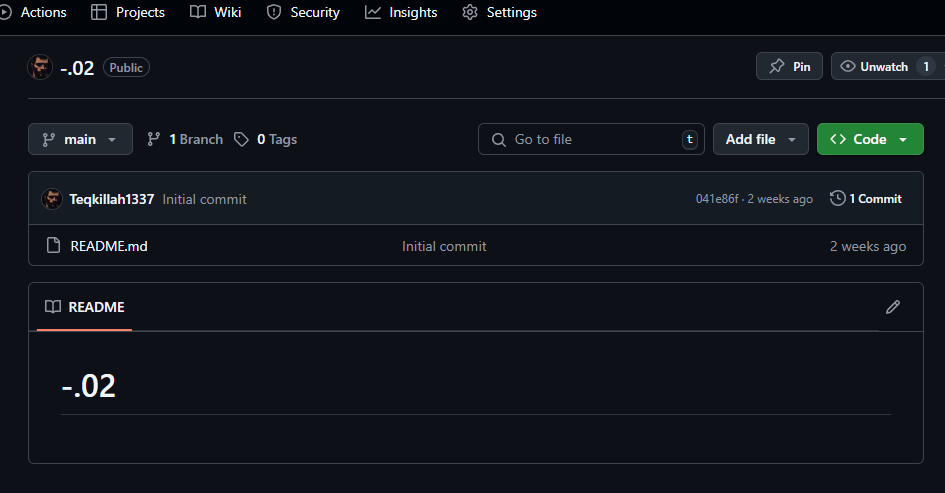 Actions Projects Wiki Security Insights Settings
-.02 Public Pin Unwatch 1
main 1 Branch 0 Tags Go to file t Add file Code
Teqkillah1337 Initial commit 041e86f · 2 weeks ago 1 Commit
README.md Initial commit 2 weeks ago
README
-.02